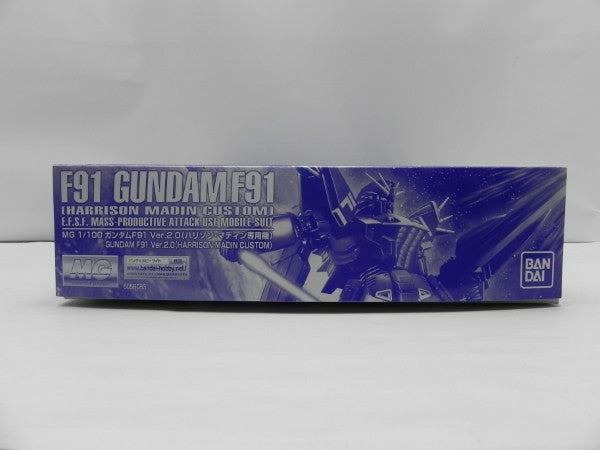 F91 GUNDAM F91
[HARRISON MADIN CUSTOM]
E.F.S.F. MASS-PRODUCTIVE ATTACK USE MOBILE SUIT
MG 1/100 ガンダムF91 Ver.2.0(ハリソン・マディン専用機)
GUNDAM F91 Ver.2.0(HARRISON MADIN CUSTOM)
MG
www.bandai-hobby.net/
BAN
DAI